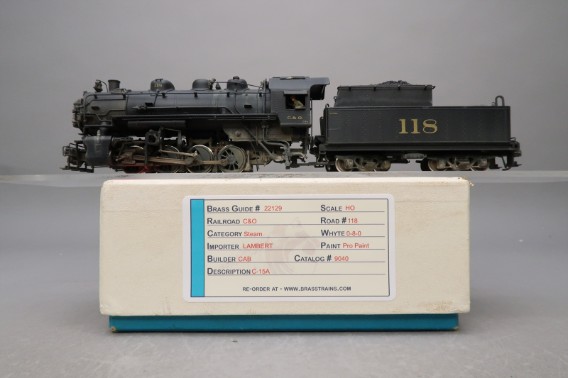 C & O
118
BRASS GUIDE # 22129 SCALE HO
RAILROAD C&O ROAD # 118
CATEGORY Steam WHYTE 0-8-0
IMPORTER LAMBERT PAINT Pro Paint
BUILDER CAB CATALOG # 9040
DESCRIPTION C-15A
RE-ORDER AT - WWW.BRASSTRAINS.COM